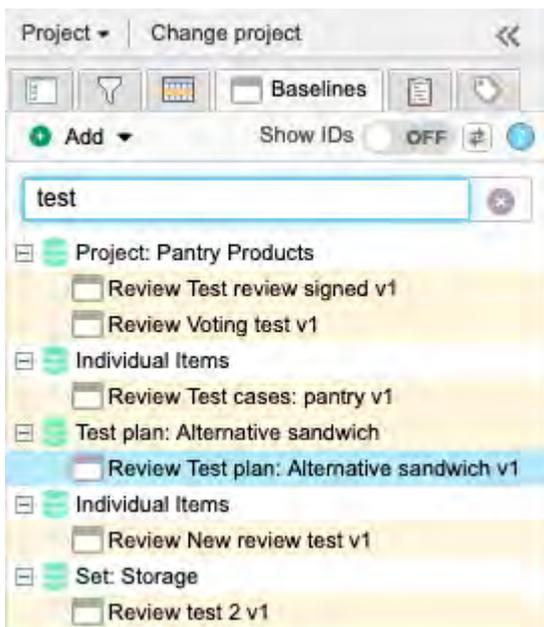 Project Change project
Baselines
Add Show IDs OFF
test
Project: Pantry Products
Review Test review signed v1
Review Voting test v1
Individual Items
Review Test cases: pantry v1
Test plan: Alternative sandwich
Review Test plan: Alternative sandwich v1
Individual Items
Review New review test v1
Set: Storage
Review test 2 v1